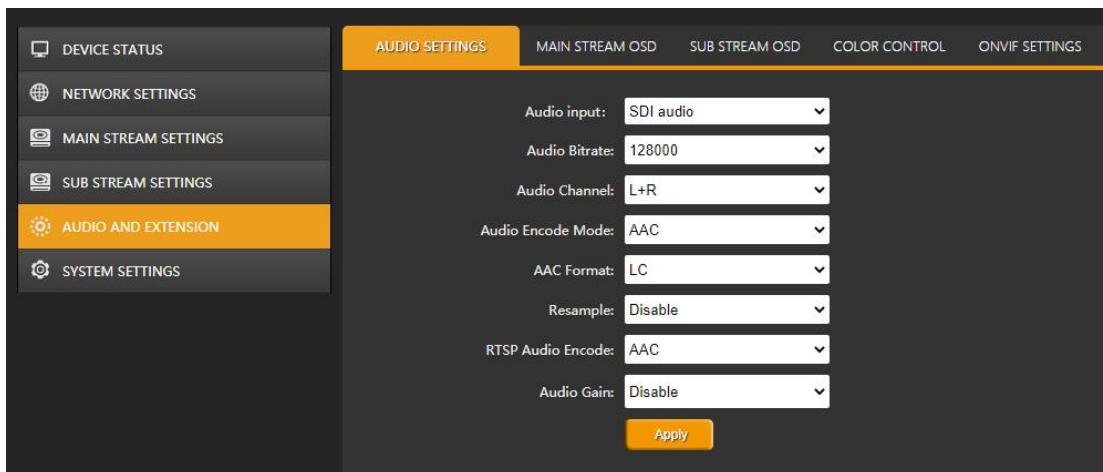 DEVICE STATUS
NETWORK SETTINGS
MAIN STREAM SETTINGS
SUB STREAM SETTINGS
AUDIO AND EXTENSION
SYSTEM SETTINGS
AUDIO SETTINGS MAIN STREAM OSD SUB STREAM OSD COLOR CONTROL ONVIF SETTINGS
Audio input: SDI audio
Audio Bitrate: 128000
Audio Channel: L+R
Audio Encode Mode: AAC
AAC Format: LC
Resample: Disable
RTSP Audio Encode: AAC
Audio Gain: Disable
Apply